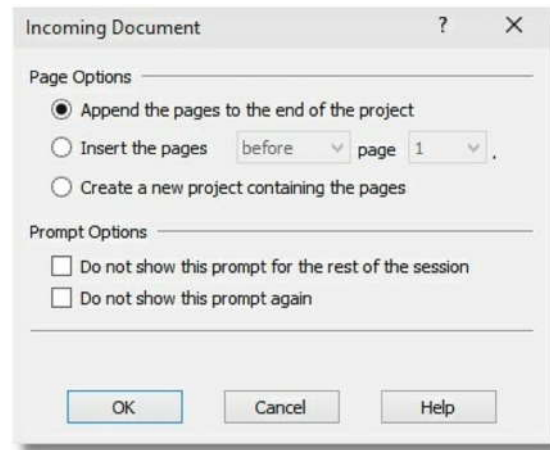 Incoming Document ?
Page Options
Append the pages to the end of the project
Insert the pages before page 1 .
Create a new project containing the pages
Prompt Options
Do not show this prompt for the rest of the session
Do not show this prompt again
OK Cancel Help